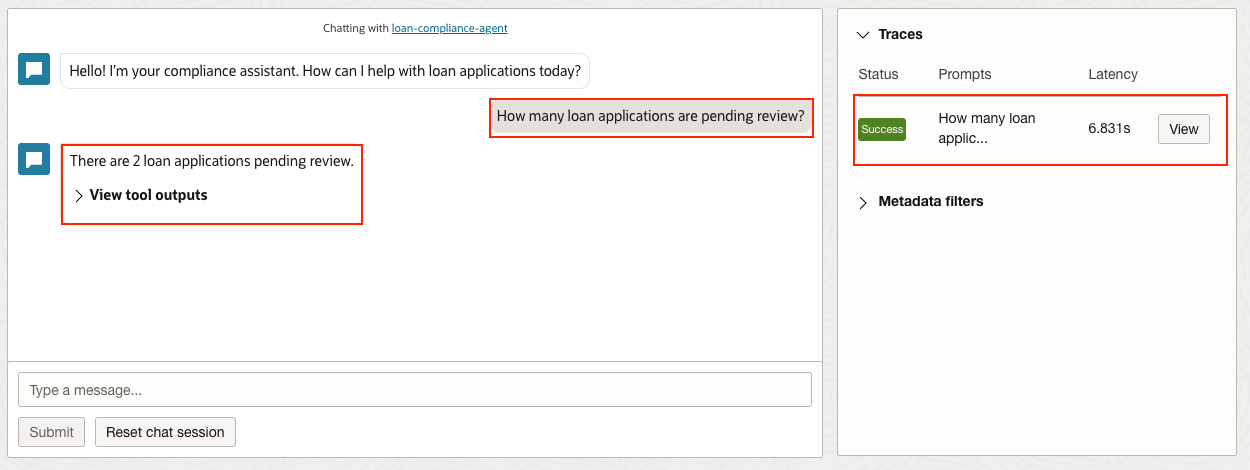 Chatting with loan-compliance-agent
Hello! I'm your compliance assistant. How can I help with loan applications today?
How many loan applications are pending review?
There are 2 loan applications pending review.
View tool outputs
Type a message...
Submit
Reset chat session
Traces
Status Prompts Latency
Success How many loan applic... 6.831s View
Metadata filters